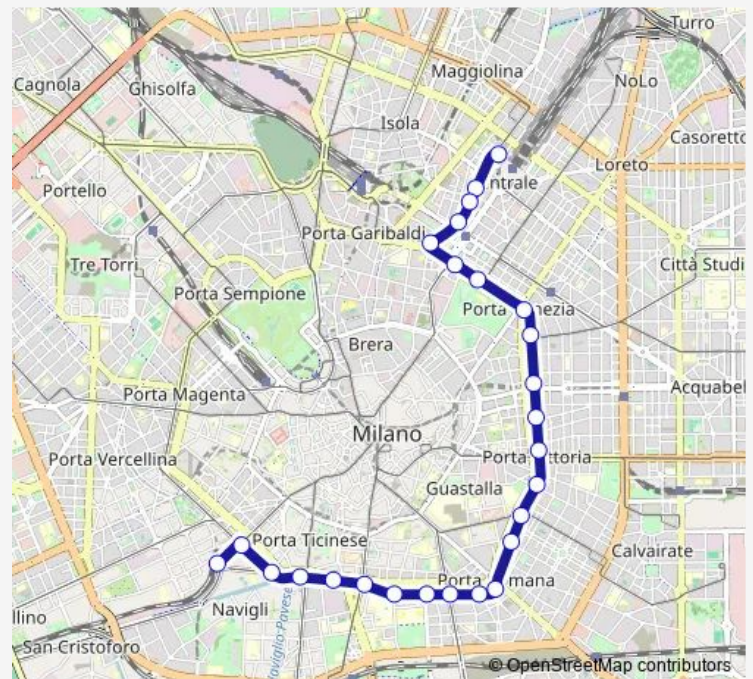 Turro
Maggiolina
Cagnola
Ghisolfa
NoLo
Isola
Casoretto
ntrale
Loreto
Portello
Porta Garibaldi
Tre Torri
Città Studi
Porta Sempione
Porta
nezia
Brera
Porta Magenta
Acquabel
Milano
Porta Vercellina
Porta
ttoria
Guastalla
Porta Ticinese
Calvairate
Porta
mana
Navigli
llino
Naviglio Pavese
San Cristoforo
© OpenStreetMap contributors